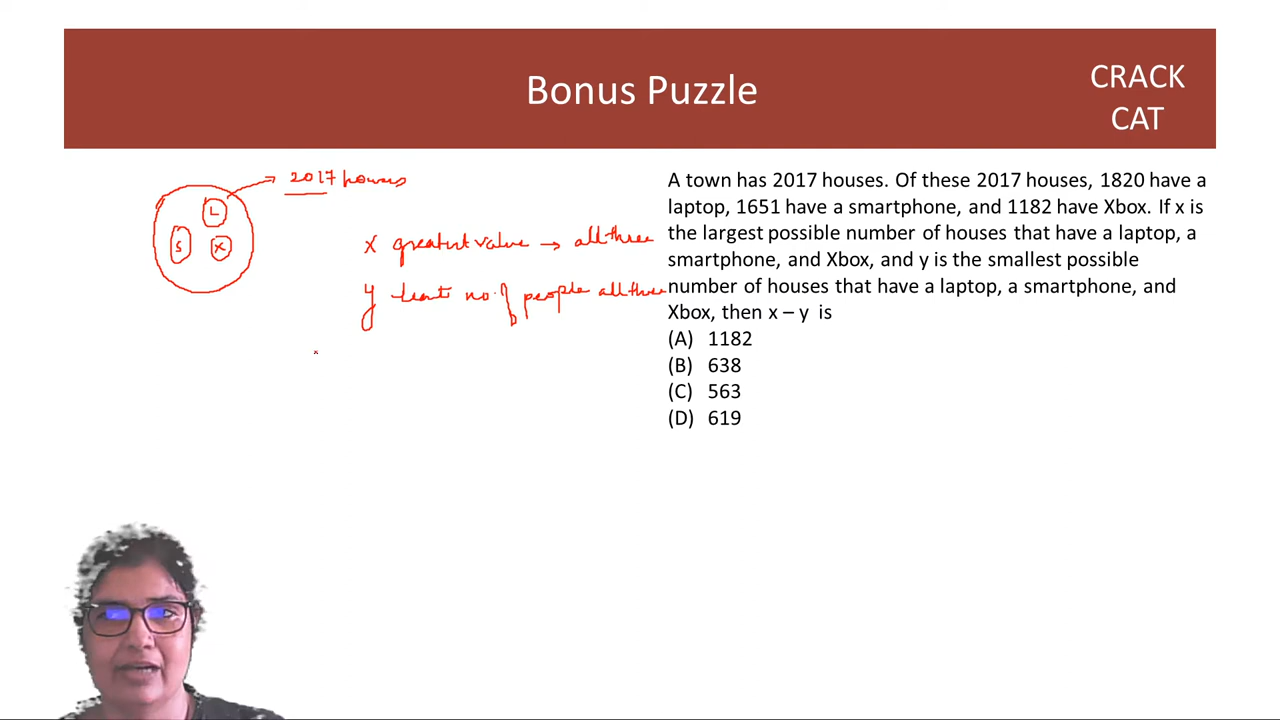 Bonus Puzzle
CRACK
CAT
2017 houses
L
S
X
x greatest value → all three
y least no. of people all three
A town has 2017 houses. Of these 2017 houses, 1820 have a
laptop, 1651 have a smartphone, and 1182 have Xbox. If x is
the largest possible number of houses that have a laptop, a
smartphone, and Xbox, and y is the smallest possible
number of houses that have a laptop, a smartphone, and
Xbox, then x – y is
(A) 1182
(B) 638
(C) 563
(D) 619